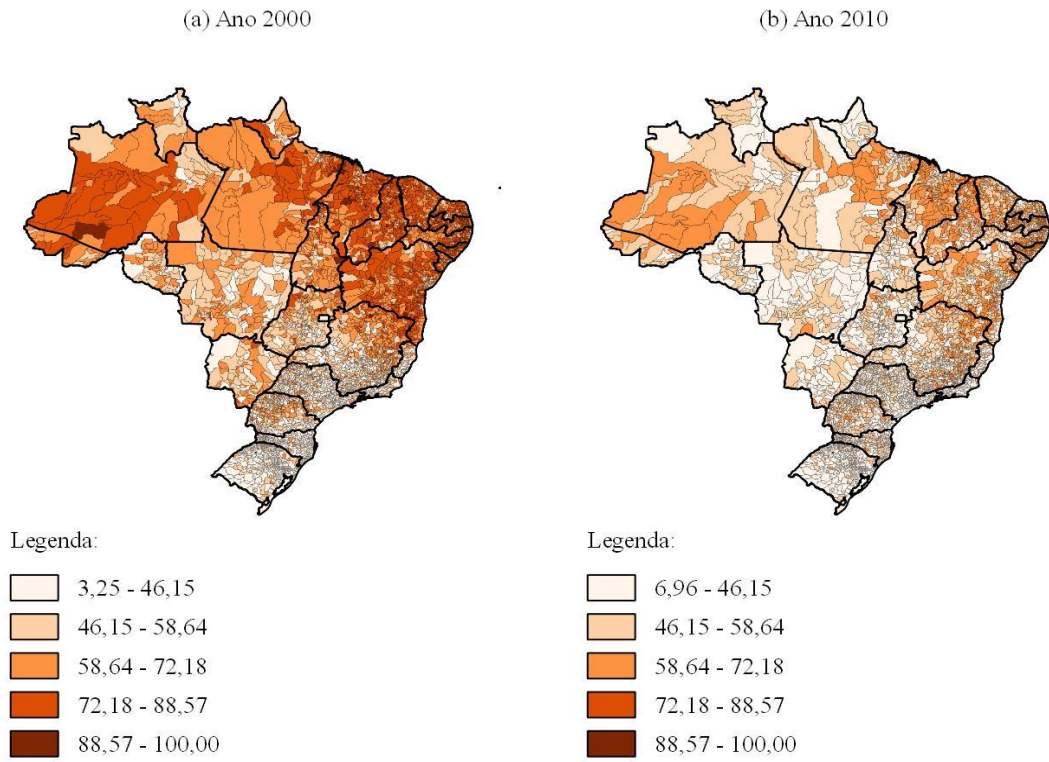 (a) Ano 2000
(b) Ano 2010
Legenda:
3,25 - 46,15
46,15 - 58,64
58,64 - 72,18
72,18 - 88,57
88,57 - 100,00
Legenda:
6,96 - 46,15
46,15 - 58,64
58,64 - 72,18
72,18 - 88,57
88,57 - 100,00